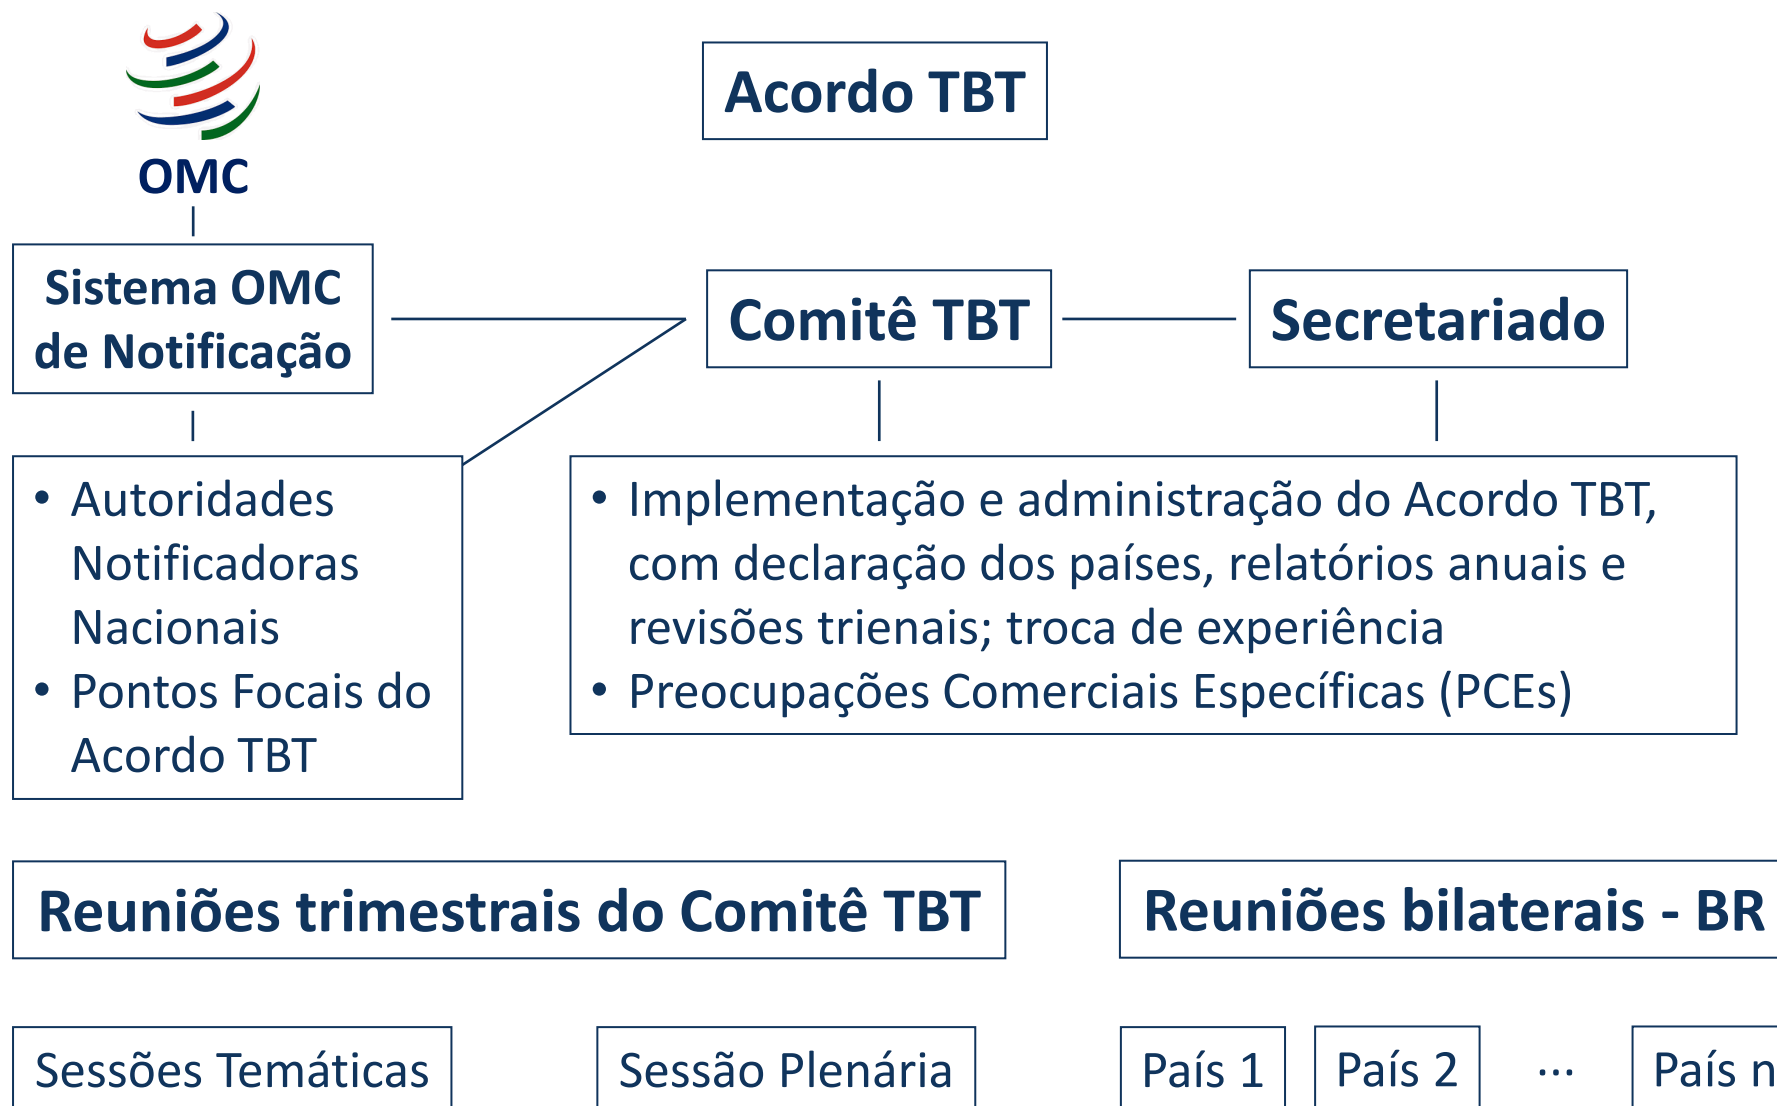 OMC
Acordo TBT
Sistema OMC
de Notificação
Comitê TBT
Secretariado
• Autoridades
Notificadoras
Nacionais
• Pontos Focais do
Acordo TBT
• Implementação e administração do Acordo TBT,
com declaração dos países, relatórios anuais e
revisões trienais; troca de experiência
• Preocupações Comerciais Específicas (PCEs)
Reuniões trimestrais do Comitê TBT
Reuniões bilaterais - BR
Sessões Temáticas
Sessão Plenária
País 1
País 2
...
País n